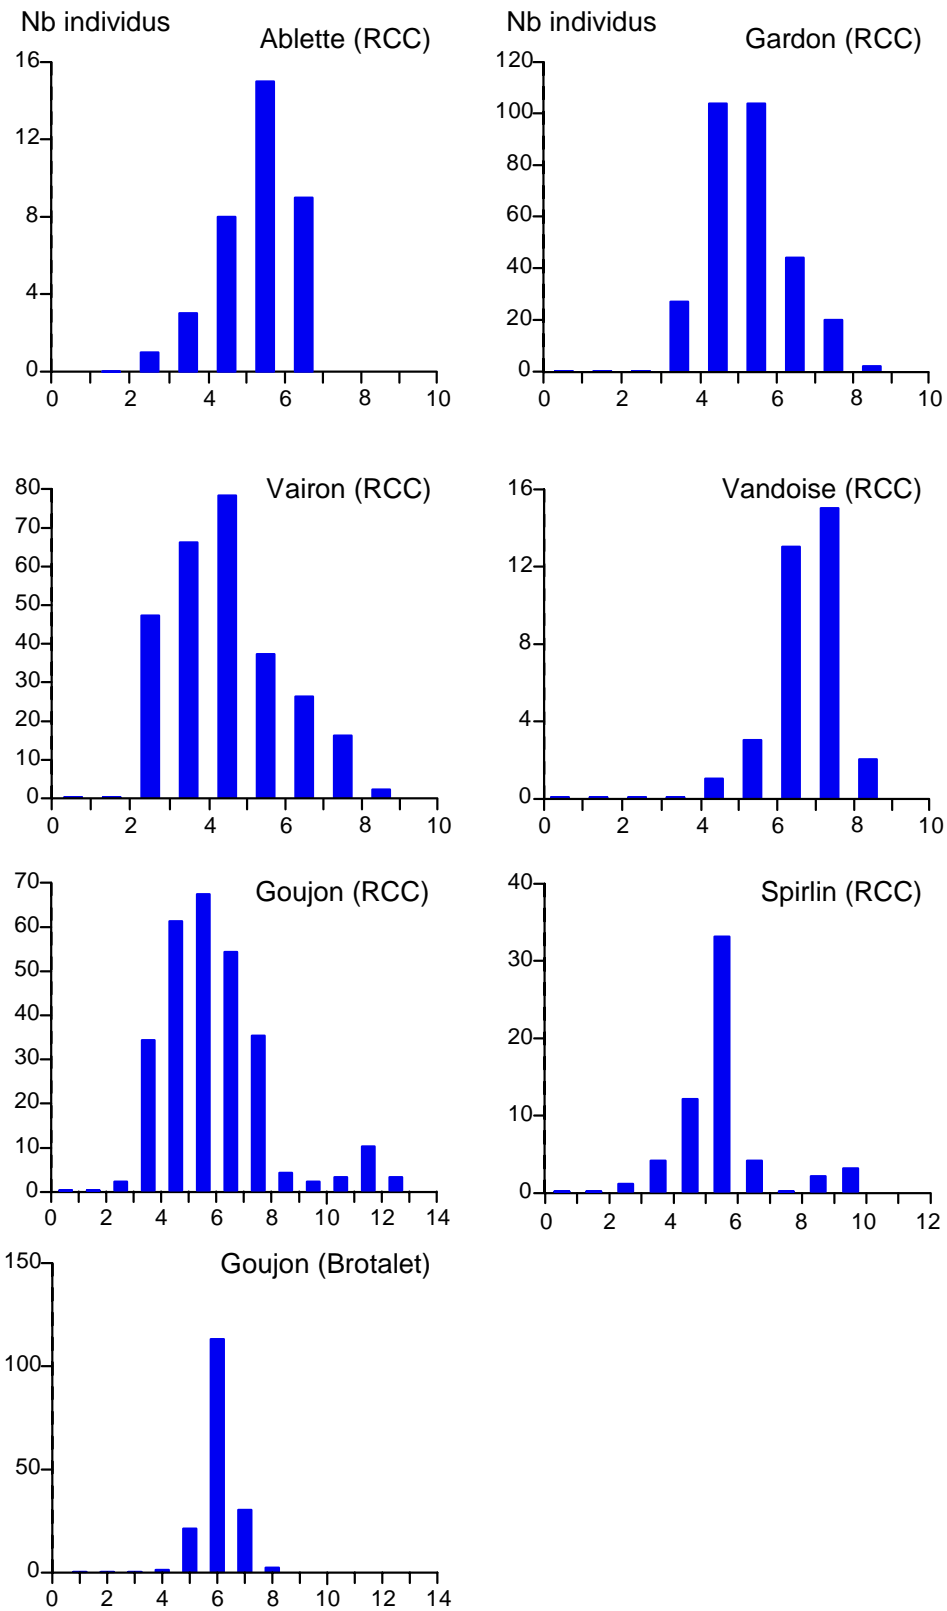 Nb individus
Ablette (RCC)
16
12
8
4
0
0 2 4 6 8 10
Nb individus
Gardon (RCC)
120
100
80
60
40
20
0
0 2 4 6 8 10
Vairon (RCC)
80
70
60
50
40
30
20
10
0
0 2 4 6 8 10
Vandoise (RCC)
16
12
8
4
0
0 2 4 6 8 10
Goujon (RCC)
70
60
50
40
30
20
10
0
0 2 4 6 8 10 12 14
Spirlin (RCC)
40
30
20
10
0
0 2 4 6 8 10 12
Goujon (Brotalet)
150
100
50
0
0 2 4 6 8 10 12 14